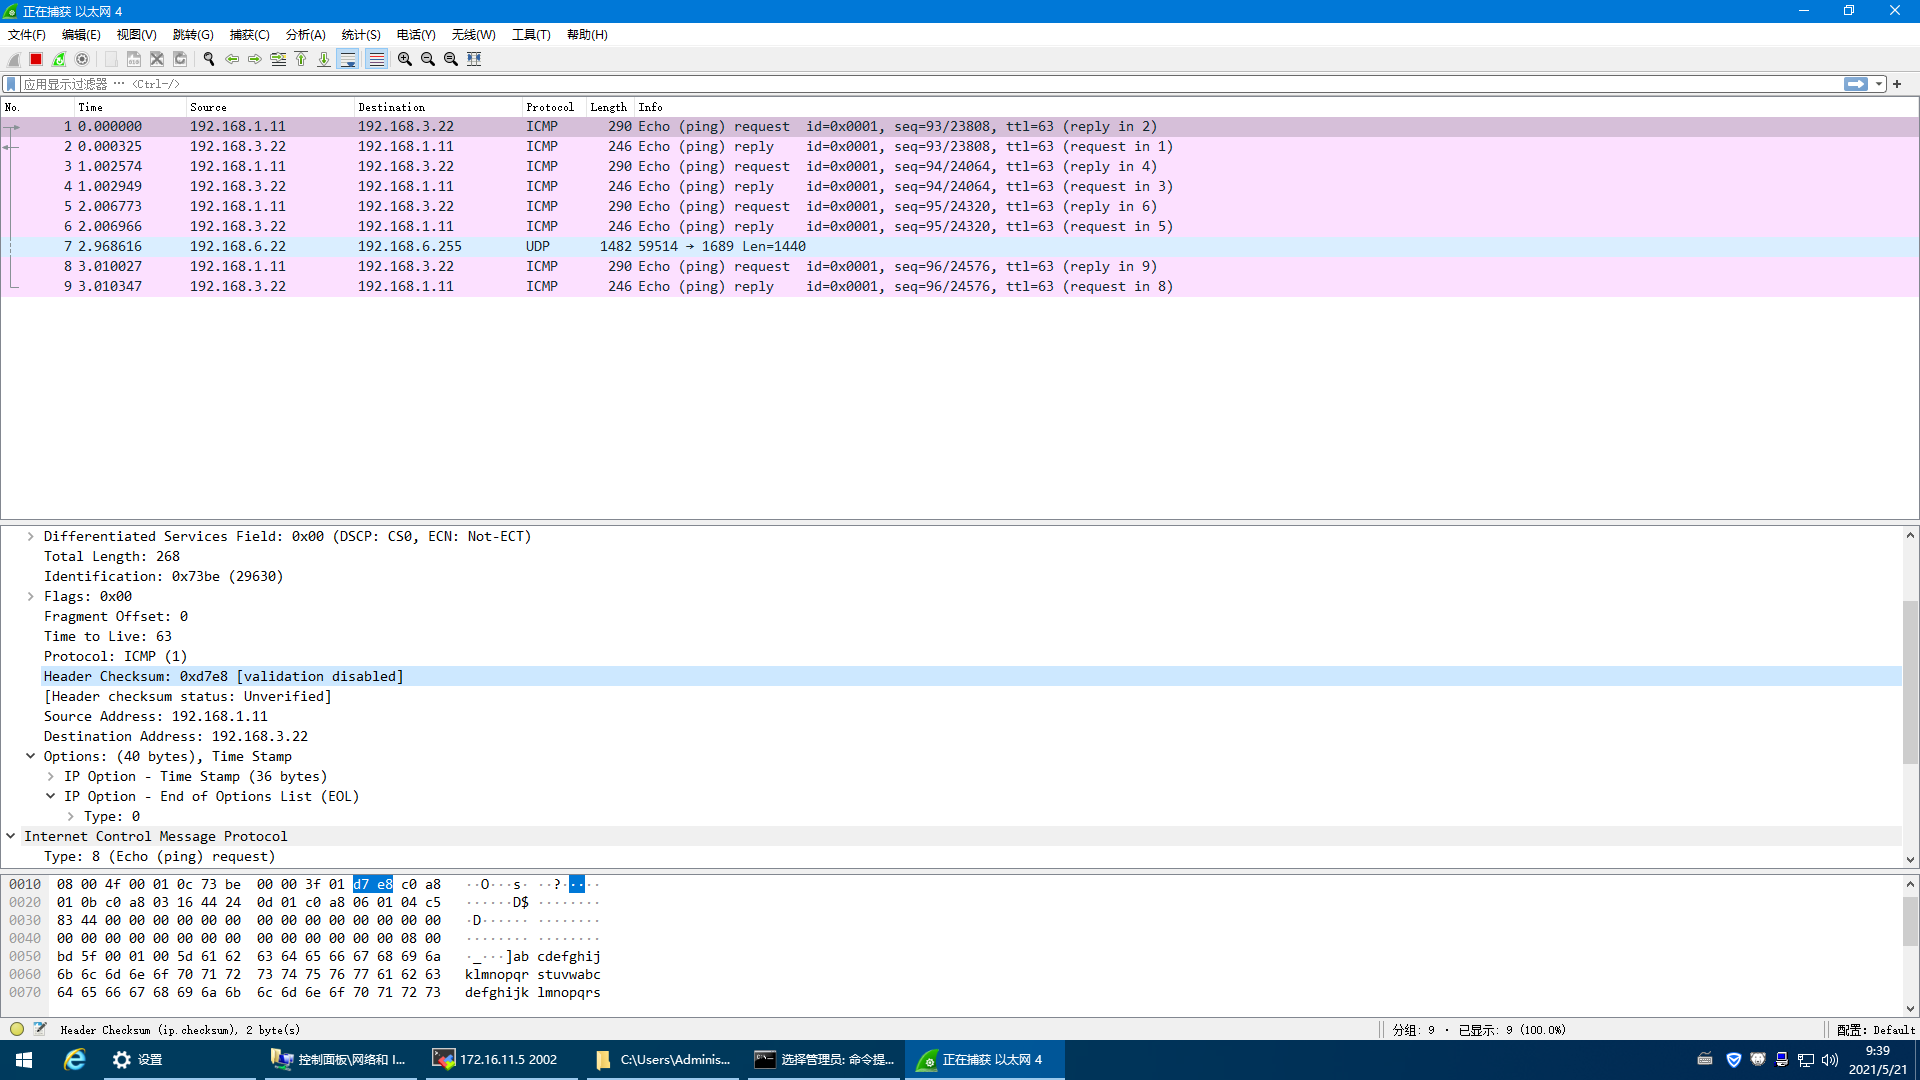 正在捕获 以太网 4
文件(F) 编辑(E) 视图(V) 跳转(G) 捕获(C) 分析(A) 统计(S) 电话(Y) 无线(W) 工具(T) 帮助(H)
应用显示过滤器 … <Ctrl-/>
No. Time Source Destination Protocol Length Info
1 0.000000 192.168.1.11 192.168.3.22 ICMP 290 Echo (ping) request id=0x0001, seq=93/23808, ttl=63 (reply in 2)
2 0.000325 192.168.3.22 192.168.1.11 ICMP 246 Echo (ping) reply id=0x0001, seq=93/23808, ttl=63 (request in 1)
3 1.002574 192.168.1.11 192.168.3.22 ICMP 290 Echo (ping) request id=0x0001, seq=94/24064, ttl=63 (reply in 4)
4 1.002949 192.168.3.22 192.168.1.11 ICMP 246 Echo (ping) reply id=0x0001, seq=94/24064, ttl=63 (request in 3)
5 2.006773 192.168.1.11 192.168.3.22 ICMP 290 Echo (ping) request id=0x0001, seq=95/24320, ttl=63 (reply in 6)
6 2.006966 192.168.3.22 192.168.1.11 ICMP 246 Echo (ping) reply id=0x0001, seq=95/24320, ttl=63 (request in 5)
7 2.968616 192.168.6.22 192.168.6.255 UDP 1482 59514 → 1689 Len=1440
8 3.010027 192.168.1.11 192.168.3.22 ICMP 290 Echo (ping) request id=0x0001, seq=96/24576, ttl=63 (reply in 9)
9 3.010347 192.168.3.22 192.168.1.11 ICMP 246 Echo (ping) reply id=0x0001, seq=96/24576, ttl=63 (request in 8)
Differentiated Services Field: 0x00 (DSCP: CS0, ECN: Not-ECT)
Total Length: 268
Identification: 0x73be (29630)
Flags: 0x00
Fragment Offset: 0
Time to Live: 63
Protocol: ICMP (1)
Header Checksum: 0xd7e8 [validation disabled]
[Header checksum status: Unverified]
Source Address: 192.168.1.11
Destination Address: 192.168.3.22
Options: (40 bytes), Time Stamp
IP Option - Time Stamp (36 bytes)
IP Option - End of Options List (EOL)
Type: 0
Internet Control Message Protocol
Type: 8 (Echo (ping) request)
0010 08 00 4f 00 01 0c 73 be 00 00 3f 01 d7 e8 c0 a8 ··O···s· ··?·····
0020 01 0b c0 a8 03 16 44 24 0d 01 c0 a8 06 01 04 c5 ······D$ ········
0030 83 44 00 00 00 00 00 00 00 00 00 00 00 00 00 00 ·D······ ········
0040 00 00 00 00 00 00 00 00 00 00 00 00 00 00 08 00 ········ ········
0050 bd 5f 00 01 00 5d 61 62 63 64 65 66 67 68 69 6a ·_···]ab cdefghij
0060 6b 6c 6d 6e 6f 70 71 72 73 74 75 76 77 61 62 63 klmnopqr stuvwabc
0070 64 65 66 67 68 69 6a 6b 6c 6d 6e 6f 70 71 72 73 defghijk lmnopqrs
Header Checksum (ip.checksum), 2 byte(s) 分组: 9 · 已显示: 9 (100.0%) 配置: Default
设置 控制面板\网络和 I... 172.16.11.5 2002 C:\Users\Adminis... 选择管理员: 命令提... 正在捕获 以太网 4 9:39
2021/5/21